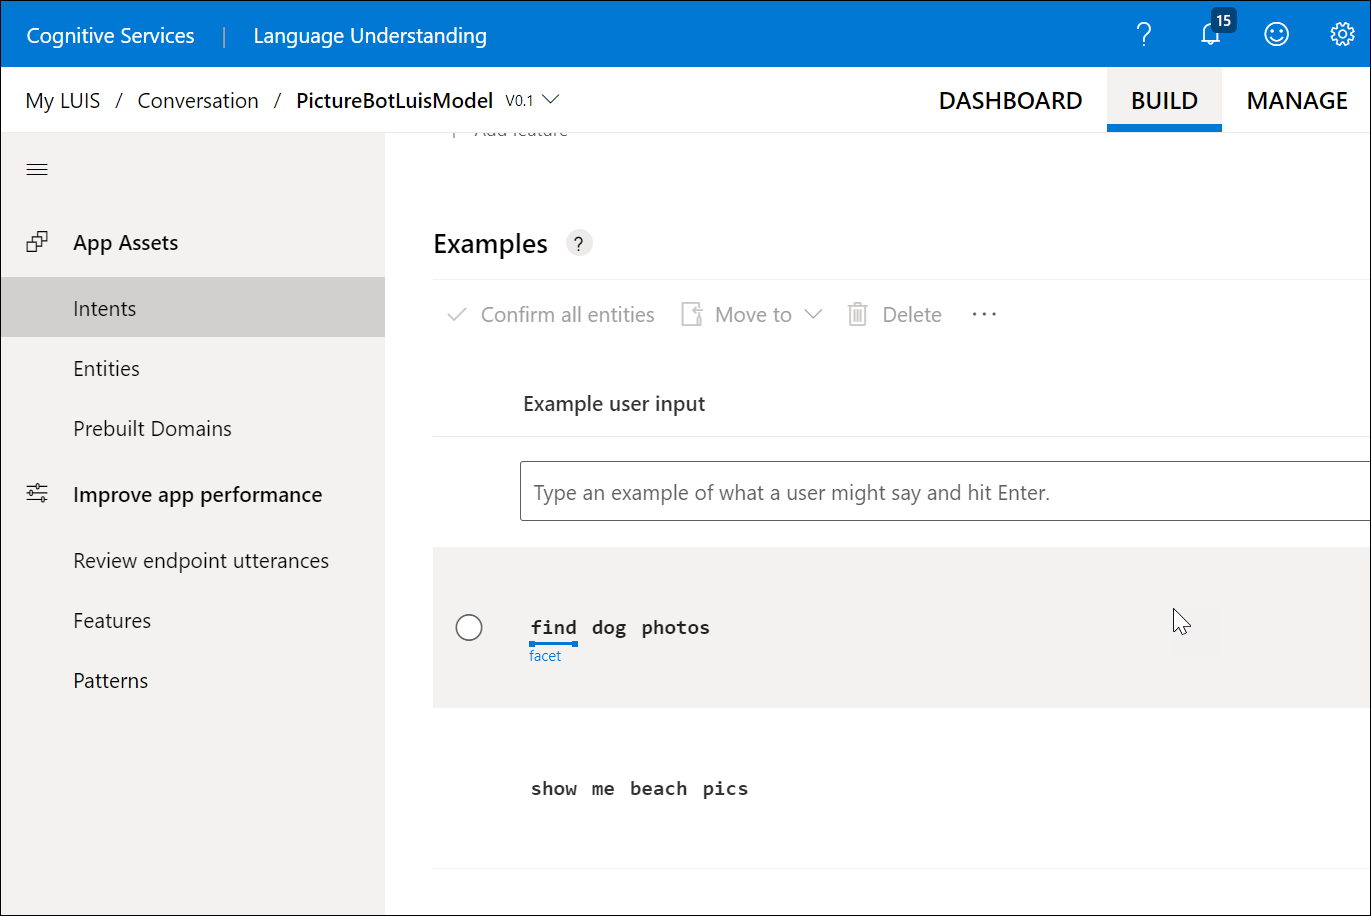 Cognitive Services | Language Understanding ? 15
My LUIS / Conversation / PictureBotLuisModel V0.1 DASHBOARD BUILD MANAGE
Add feature
App Assets
Intents
Entities
Prebuilt Domains
Improve app performance
Review endpoint utterances
Features
Patterns
Examples ?
Confirm all entities Move to Delete ...
Example user input
Type an example of what a user might say and hit Enter.
find dog photos
facet
show me beach pics